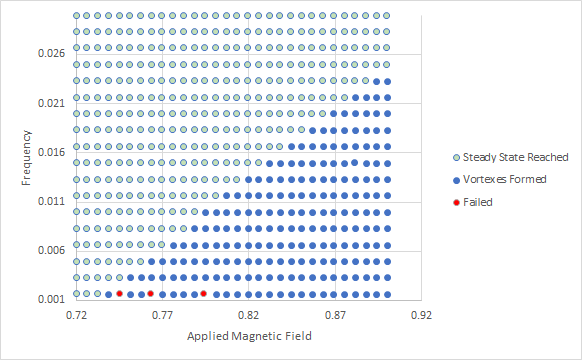 0.026
0.021
0.016
0.011
0.006
0.001
Frequency
0.72 0.77 0.82 0.87 0.92
Applied Magnetic Field
Steady State Reached
Vortexes Formed
Failed